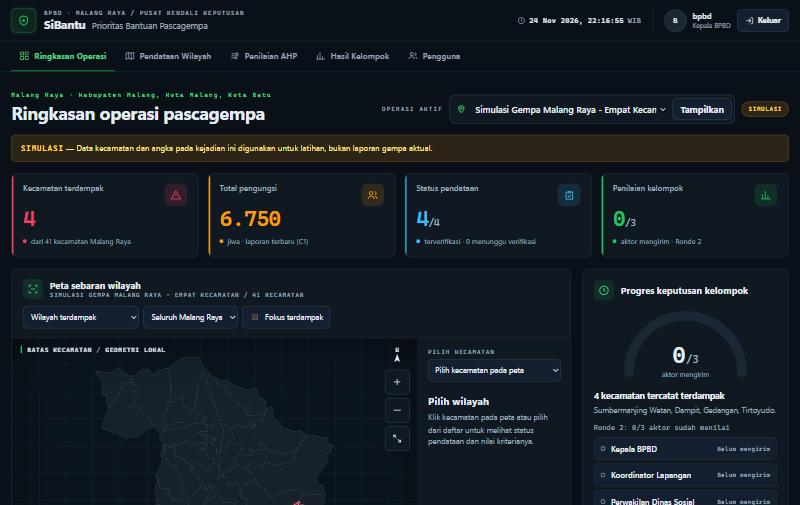 BPBD · MALANG RAYA / PUSAT KENDALI KEPUTUSAN
SiBantu Prioritas Bantuan Pascagempa
24 Nov 2026, 22:16:55 WIB
B
bpbd
Kepala BPBD
Keluar
Ringkasan Operasi
Pendataan Wilayah
Penilaian AHP
Hasil Kelompok
Pengguna
Malang Raya · Kabupaten Malang, Kota Malang, Kota Batu
Ringkasan operasi pascagempa
OPERASI AKTIF
Simulasi Gempa Malang Raya - Empat Kecan
Tampilkan
SIMULASI
SIMULASI — Data kecamatan dan angka pada kejadian ini digunakan untuk latihan, bukan laporan gempa aktual.
Kecamatan terdampak
4
dari 41 kecamatan Malang Raya
Total pengungsi
6.750
jiwa · laporan terbaru (C1)
Status pendataan
4/4
terverifikasi · 0 menunggu verifikasi
Penilaian kelompok
0/3
aktor mengirim · Ronde 2
Peta sebaran wilayah
SIMULASI GEMPA MALANG RAYA - EMPAT KECAMATAN / 41 KECAMATAN
Wilayah terdampak
Seluruh Malang Raya
Fokus terdampak
BATAS KECAMATAN / GEOMETRI LOKAL
U
+
−
PILIH KECAMATAN
Pilih kecamatan pada peta
Pilih wilayah
Klik kecamatan pada peta atau pilih
dari daftar untuk melihat status
pendataan dan nilai kriterianya.
Progres keputusan kelompok
0/3
aktor mengirim
4 kecamatan tercatat terdampak
Sumbermanjing Wetan, Dampit, Gedangan, Tirtoyudo.
Ronde 2: 0/3 aktor sudah menilai
Kepala BPBD
Belum mengirim
Koordinator Lapangan
Belum mengirim
Perwakilan Dinas Sosial
Belum mengirim